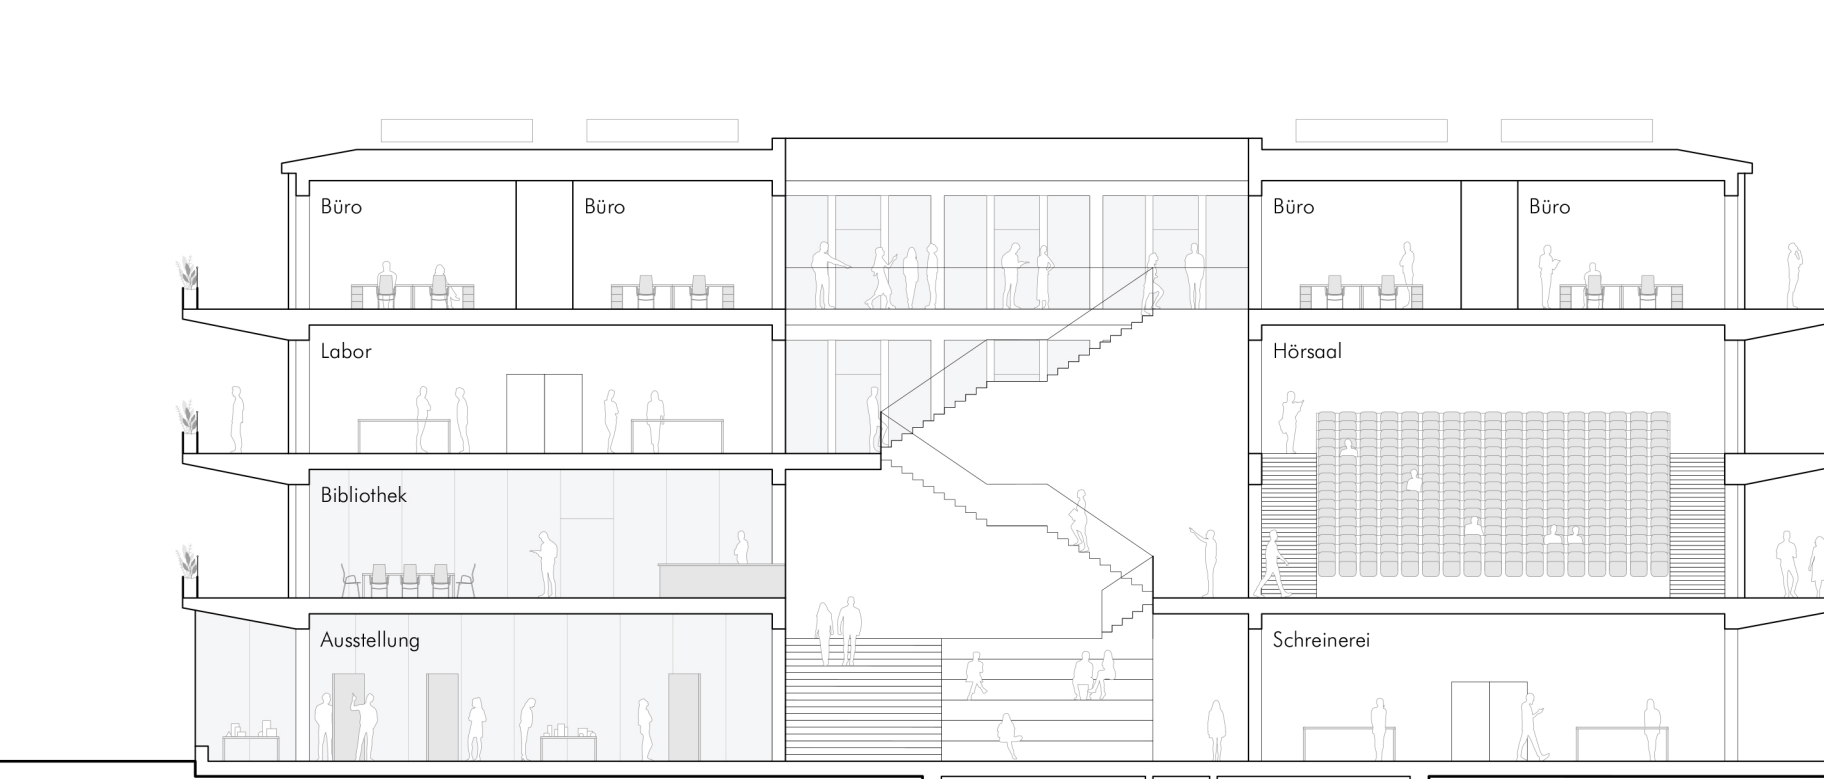 Büro
Büro
Büro
Büro
Labor
Hörsaal
Bibliothek
Ausstellung
Schreinerei